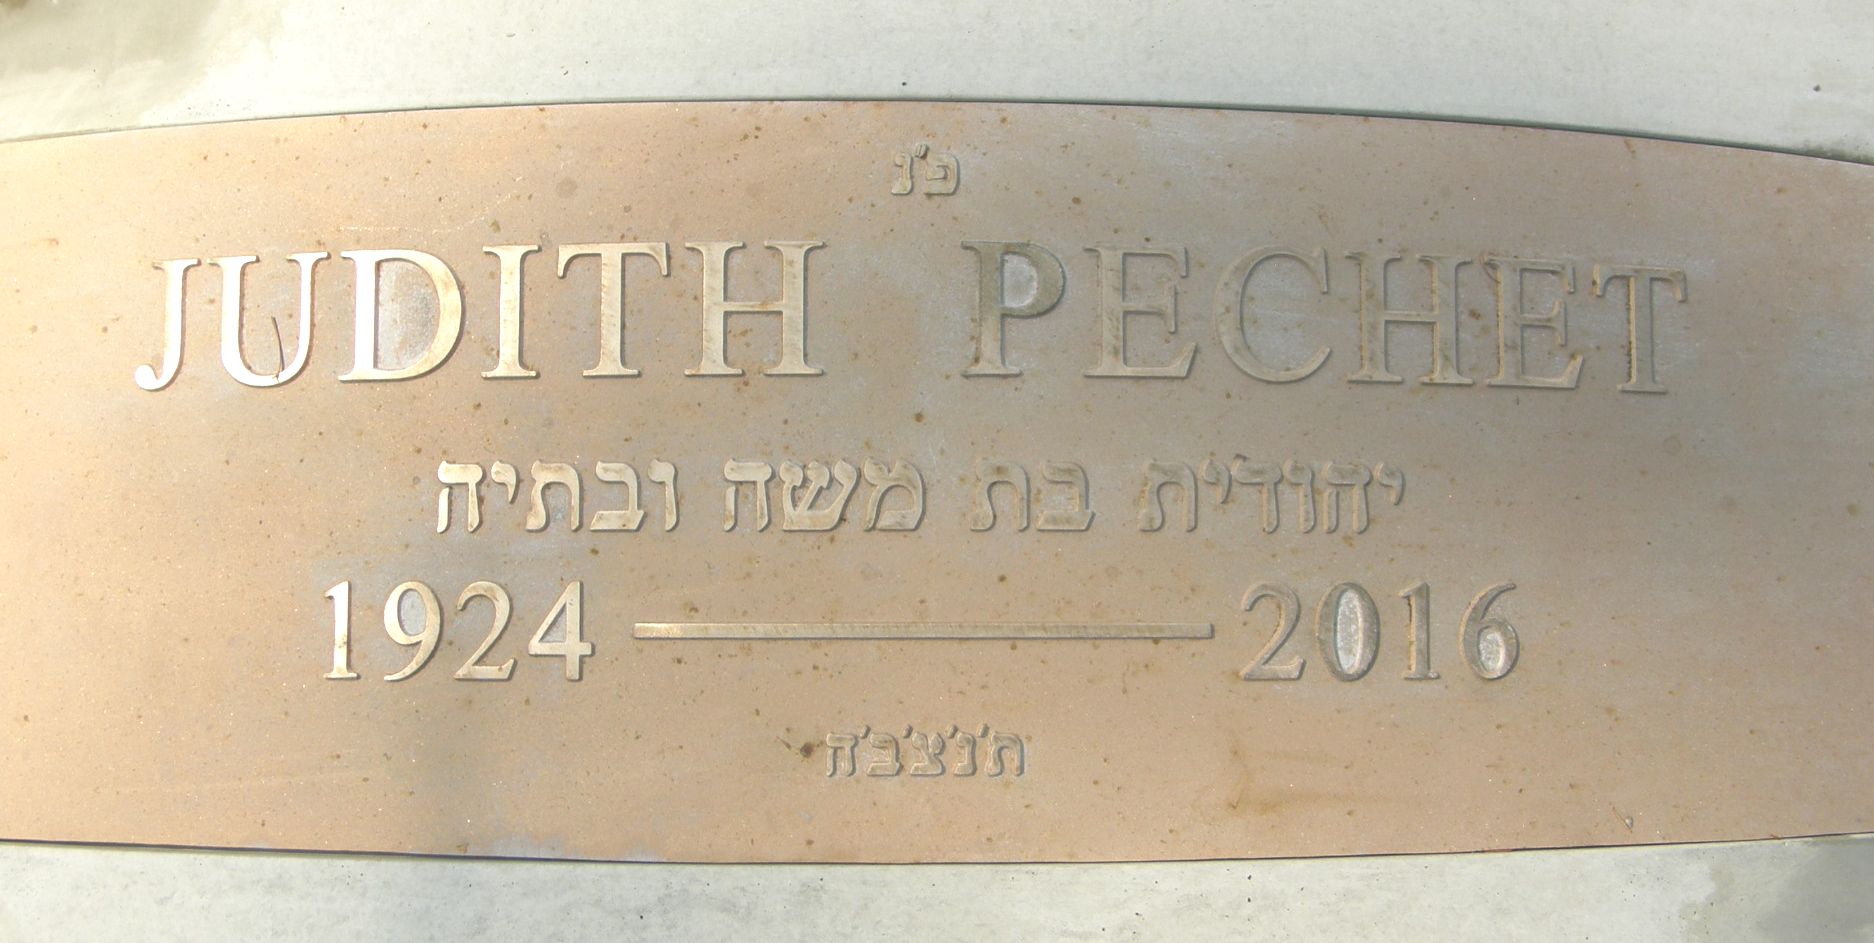 פ"נ
JUDITH PECHET
יהודית בת משה ובתיה
1924 — 2016
ת'נ'צ'ב'ה